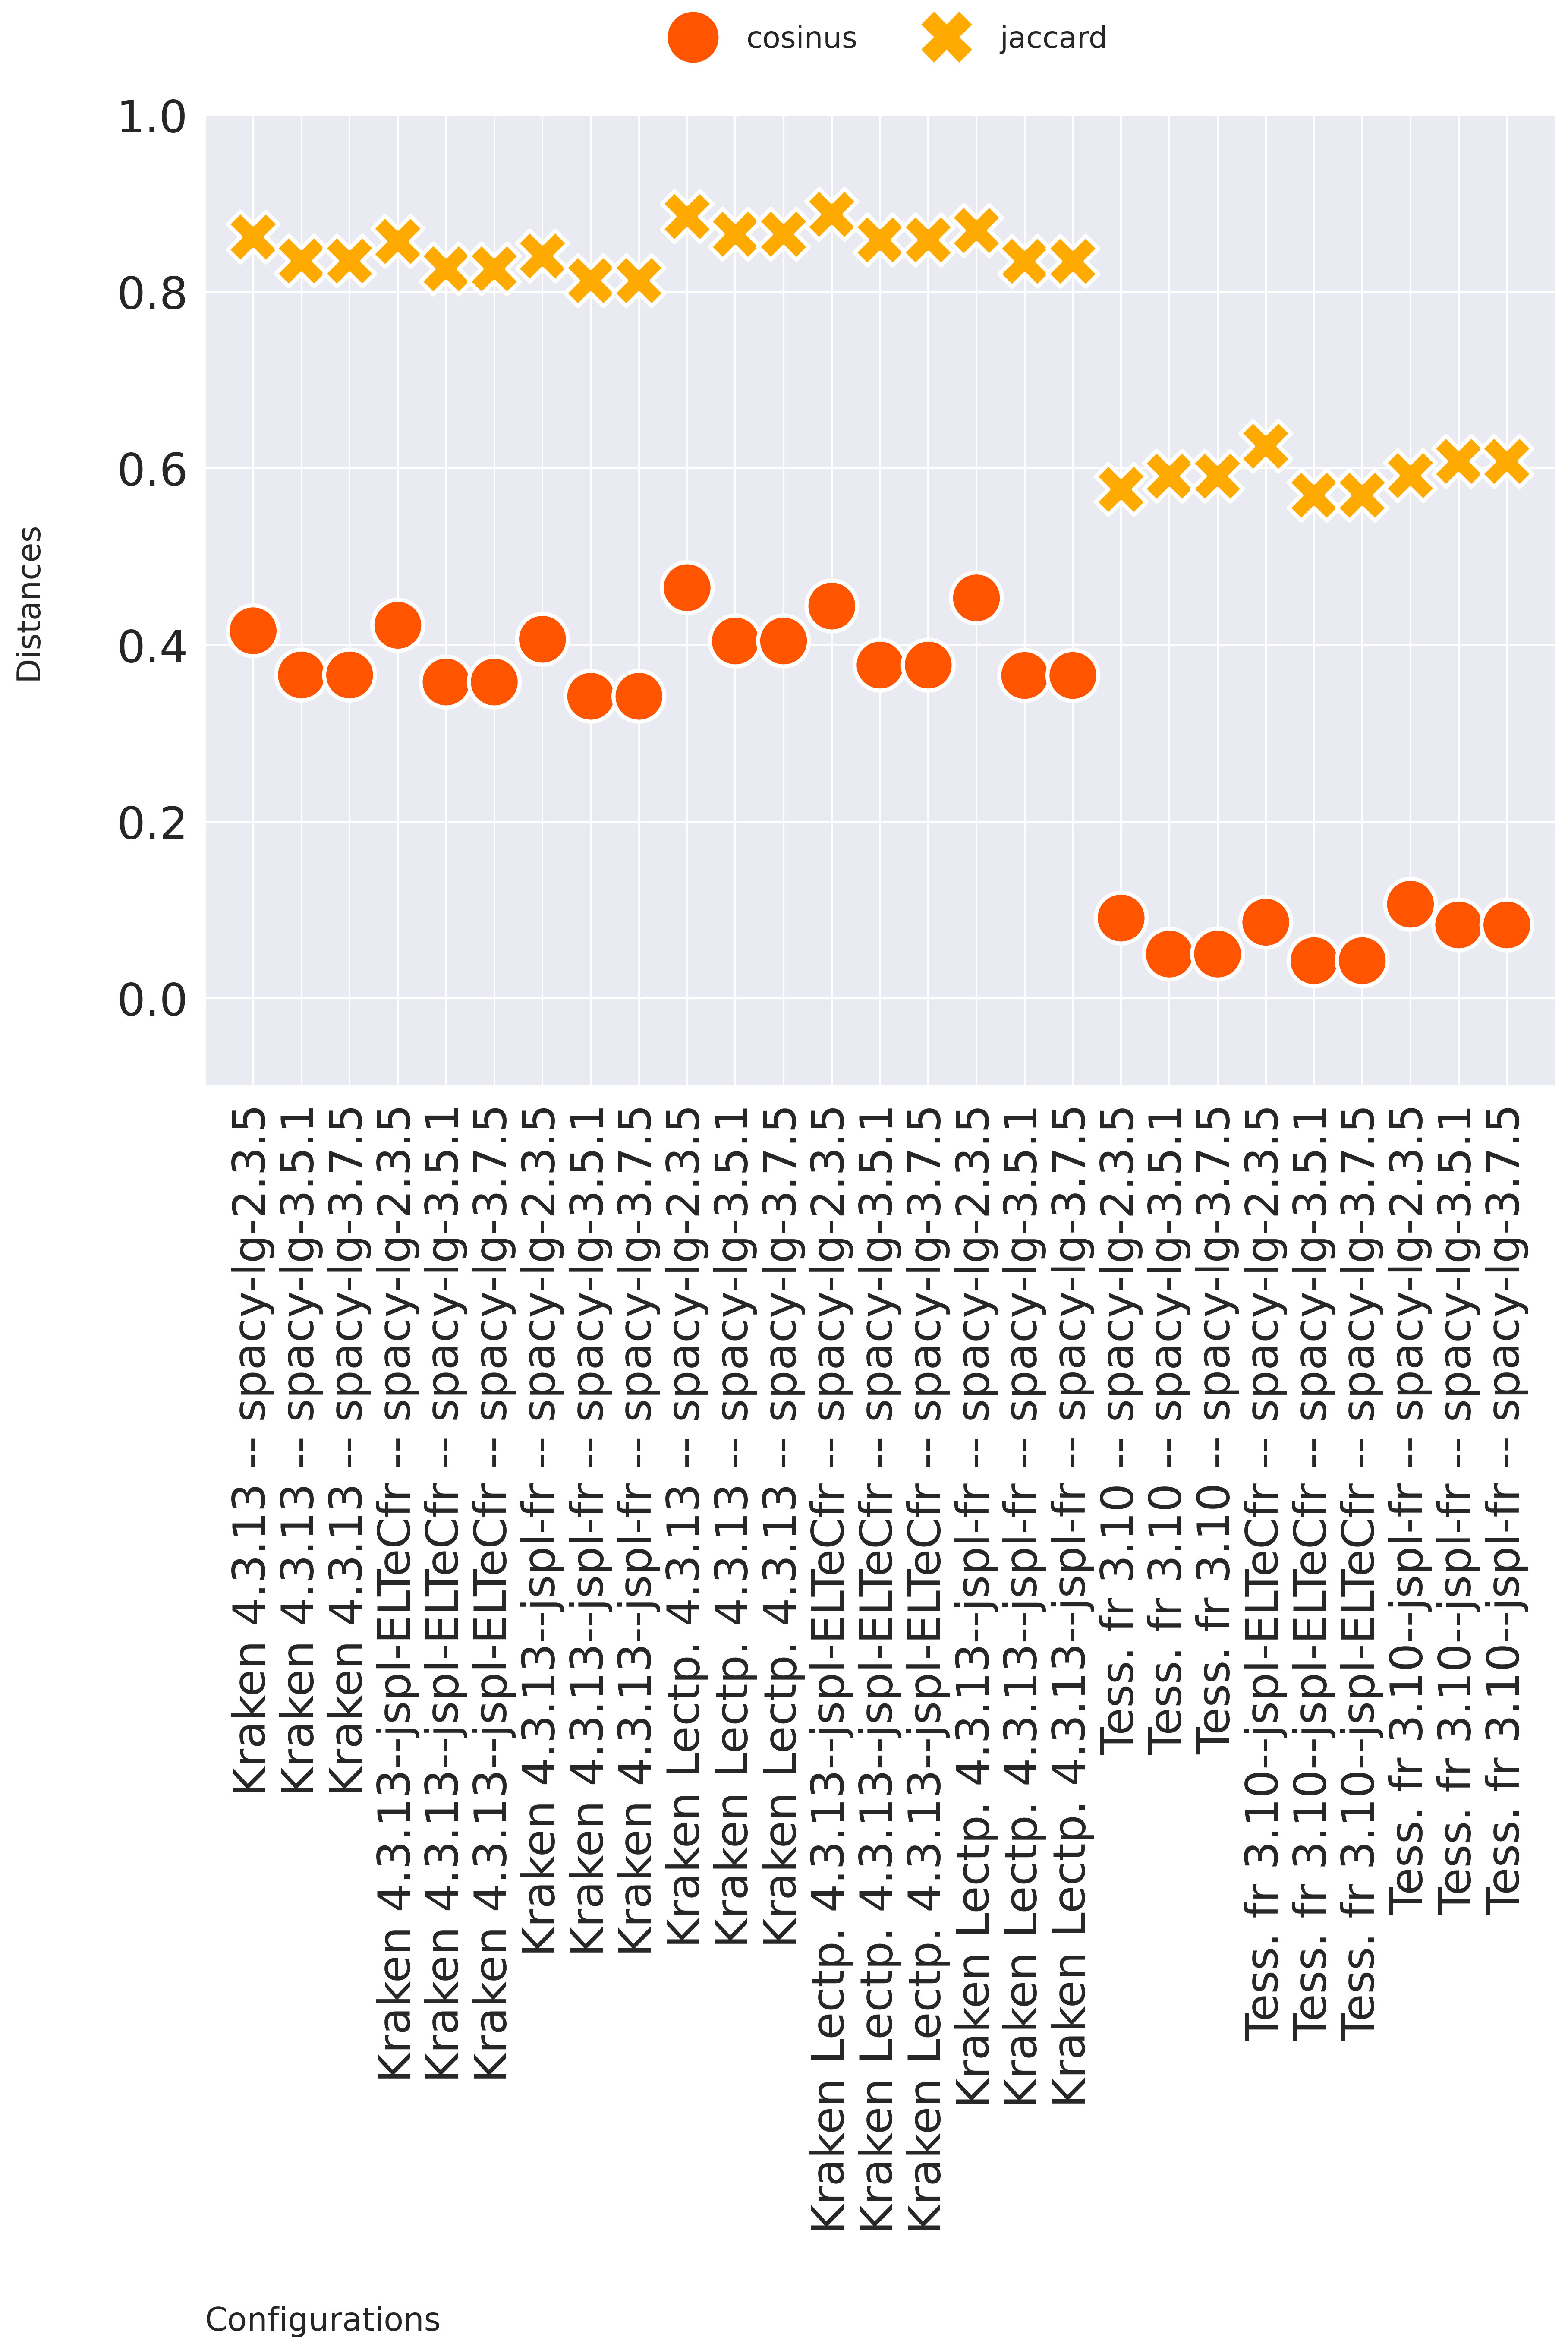 cosinus
jaccard
1.0
0.8
0.6
0.4
0.2
0.0
Distances
Kraken 4.3.13 -- spacy-lg-2.3.5
Kraken 4.3.13 -- spacy-lg-3.5.1
Kraken 4.3.13 -- spacy-lg-3.7.5
Kraken 4.3.13--jspl-ELTeCfr -- spacy-lg-2.3.5
Kraken 4.3.13--jspl-ELTeCfr -- spacy-lg-3.5.1
Kraken 4.3.13--jspl-ELTeCfr -- spacy-lg-3.7.5
Kraken 4.3.13--jspl-fr -- spacy-lg-2.3.5
Kraken 4.3.13--jspl-fr -- spacy-lg-3.5.1
Kraken 4.3.13--jspl-fr -- spacy-lg-3.7.5
Kraken Lectp. 4.3.13 -- spacy-lg-2.3.5
Kraken Lectp. 4.3.13 -- spacy-lg-3.5.1
Kraken Lectp. 4.3.13 -- spacy-lg-3.7.5
Kraken Lectp. 4.3.13--jspl-ELTeCfr -- spacy-lg-2.3.5
Kraken Lectp. 4.3.13--jspl-ELTeCfr -- spacy-lg-3.5.1
Kraken Lectp. 4.3.13--jspl-ELTeCfr -- spacy-lg-3.7.5
Kraken Lectp. 4.3.13--jspl-fr -- spacy-lg-2.3.5
Kraken Lectp. 4.3.13--jspl-fr -- spacy-lg-3.5.1
Kraken Lectp. 4.3.13--jspl-fr -- spacy-lg-3.7.5
Tess. fr 3.10 -- spacy-lg-2.3.5
Tess. fr 3.10 -- spacy-lg-3.5.1
Tess. fr 3.10 -- spacy-lg-3.7.5
Tess. fr 3.10--jspl-ELTeCfr -- spacy-lg-2.3.5
Tess. fr 3.10--jspl-ELTeCfr -- spacy-lg-3.5.1
Tess. fr 3.10--jspl-ELTeCfr -- spacy-lg-3.7.5
Tess. fr 3.10--jspl-fr -- spacy-lg-2.3.5
Tess. fr 3.10--jspl-fr -- spacy-lg-3.5.1
Tess. fr 3.10--jspl-fr -- spacy-lg-3.7.5
Configurations